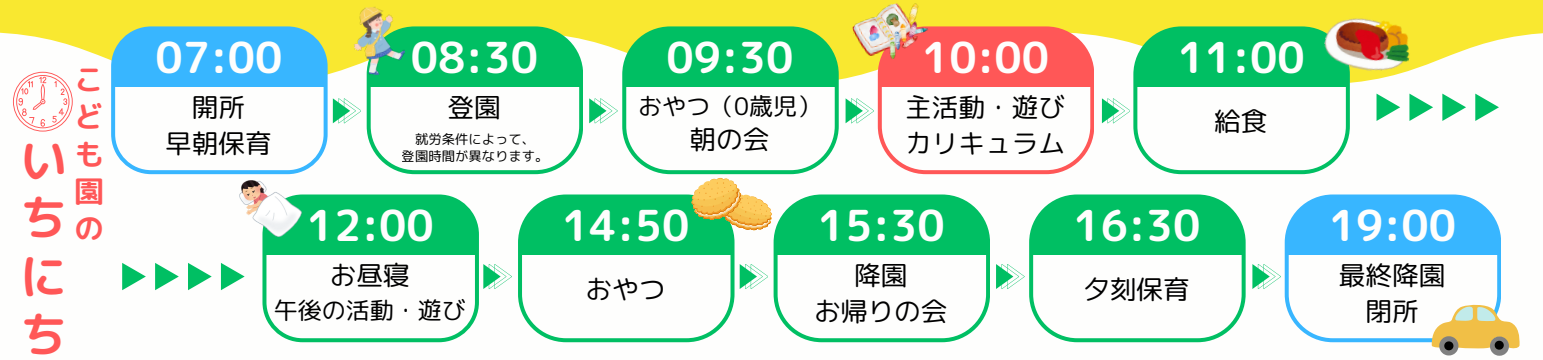 こども園の
いちにち
07:00
開所
早朝保育
08:30
登園
就労条件によって、
登園時間が異なります。
09:30
おやつ（0歳児）
朝の会
10:00
主活動・遊び
カリキュラム
11:00
給食
12:00
お昼寝
午後の活動・遊び
14:50
おやつ
15:30
降園
お帰りの会
16:30
夕刻保育
19:00
最終降園
閉所